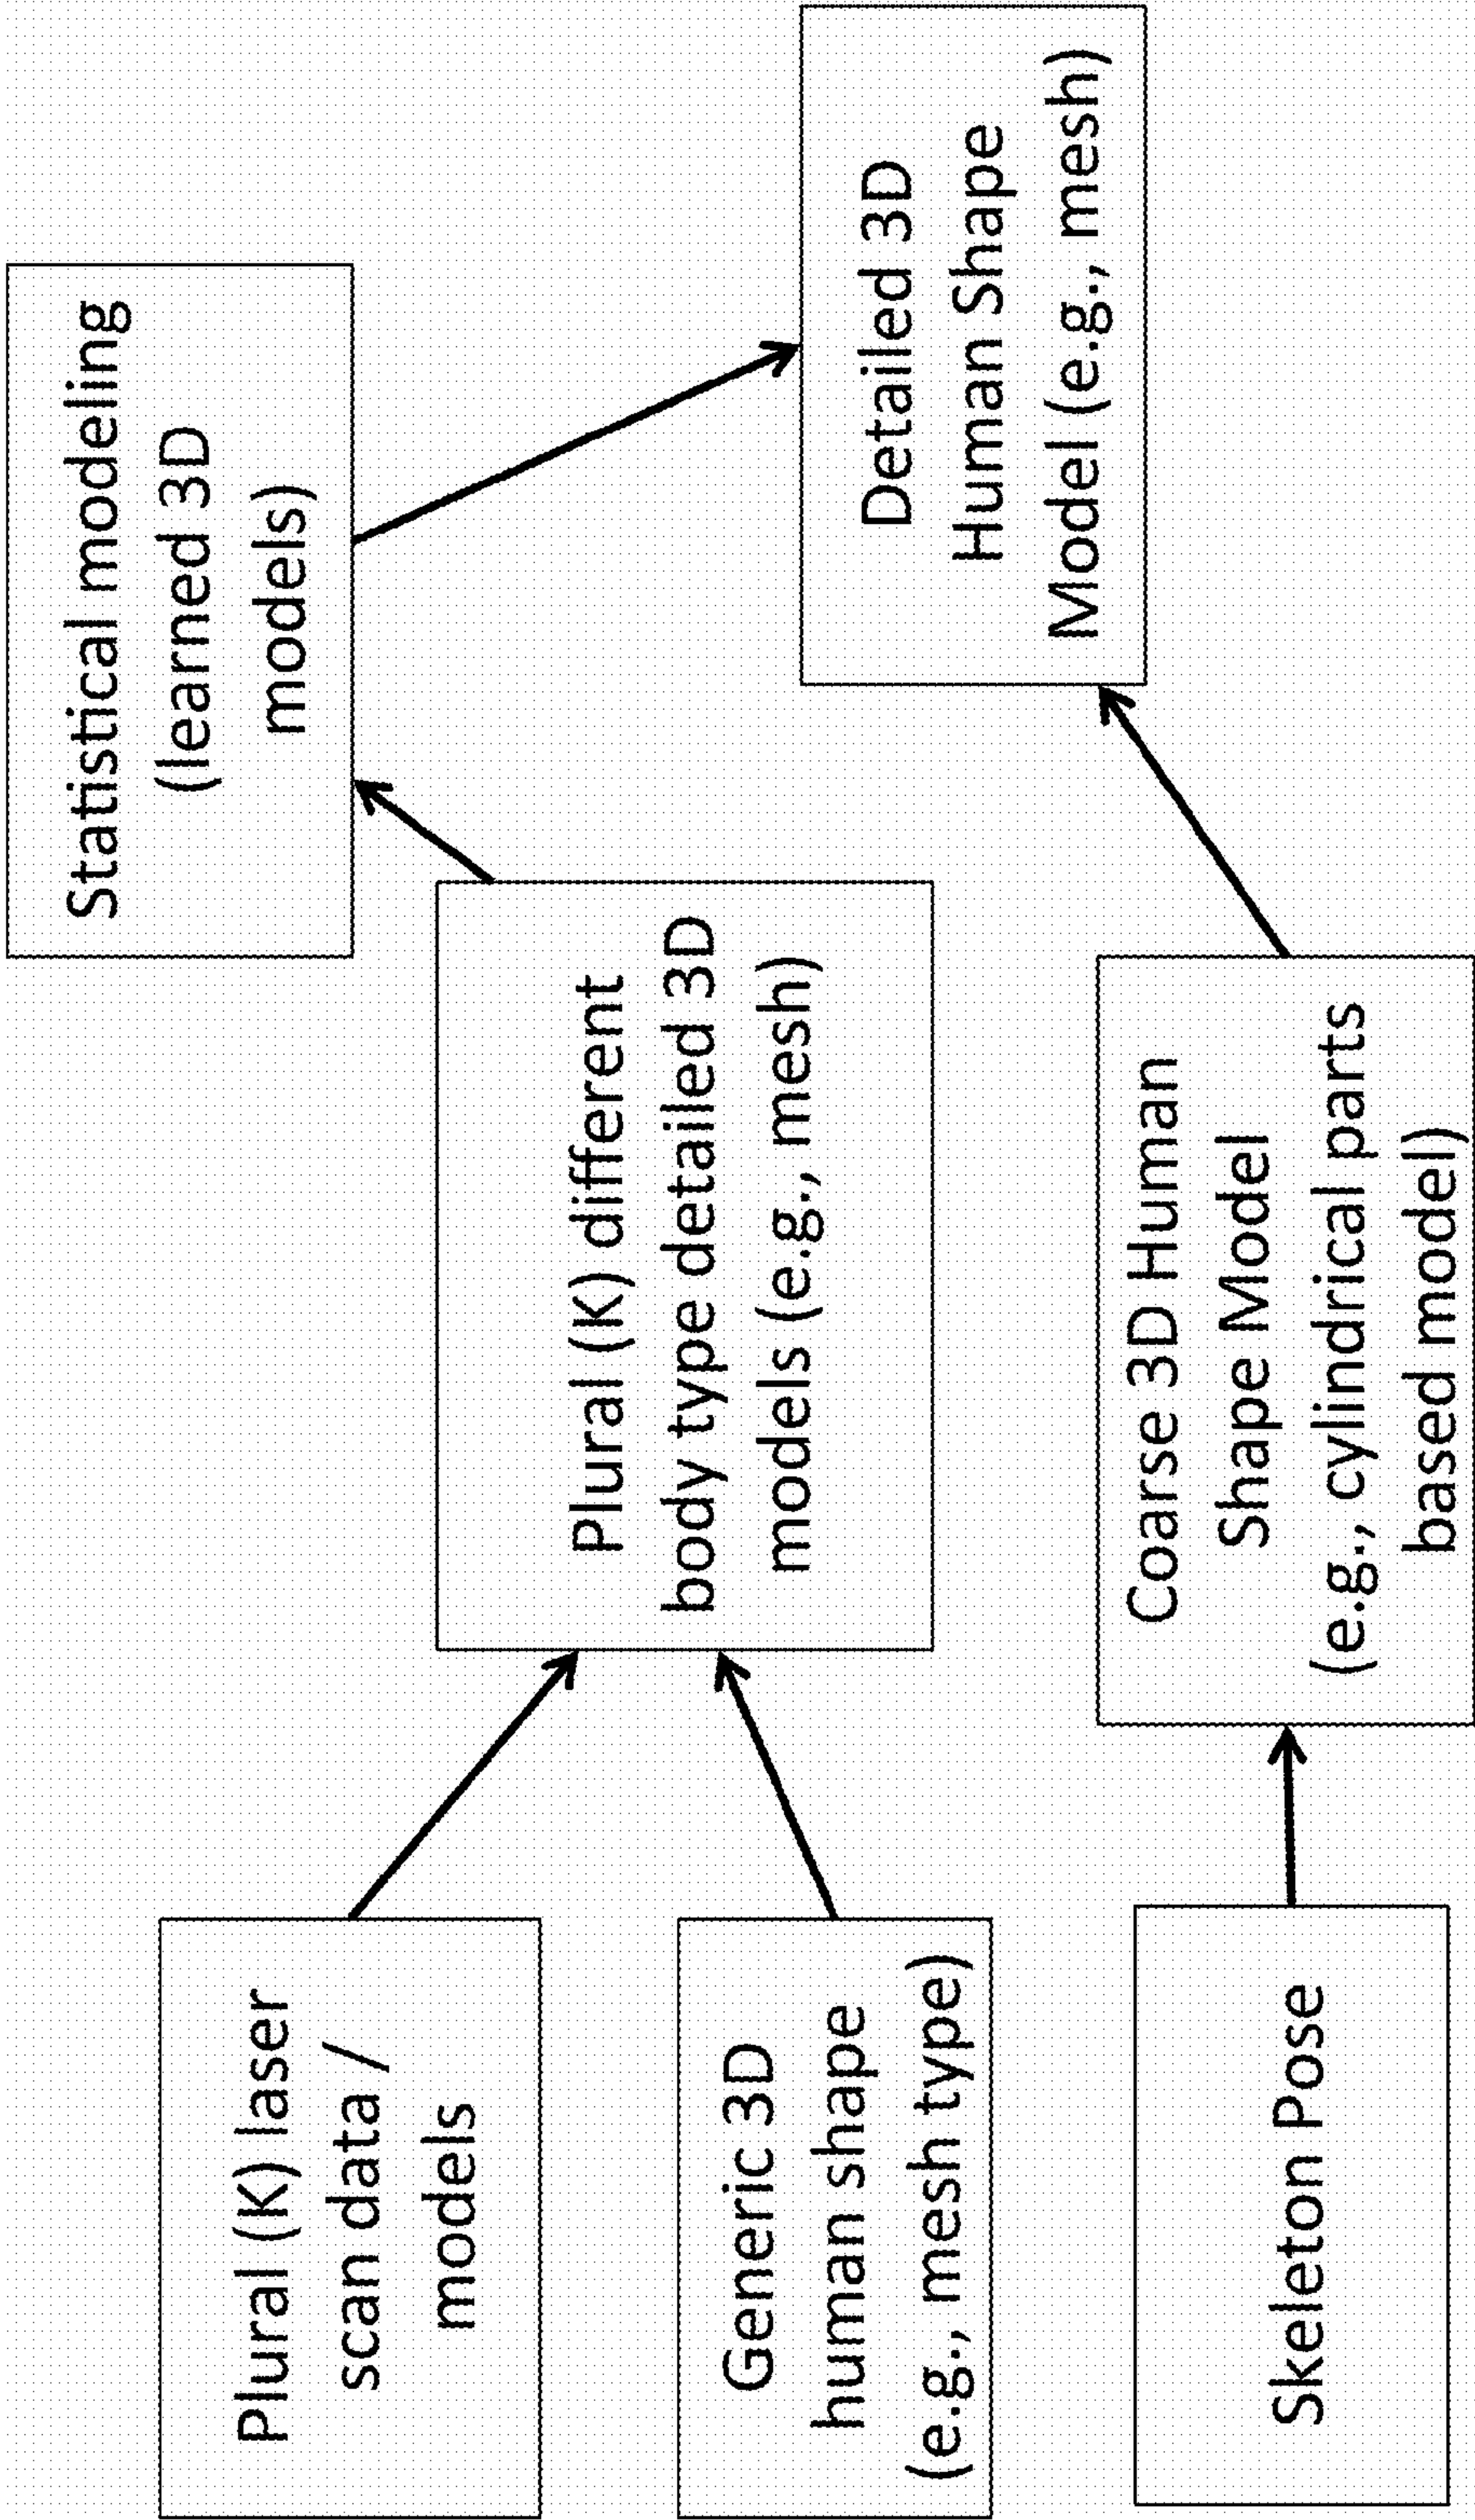 Plural (K) laser
scan data /
models
Generic 3D
human shape
(e.g., mesh type)
Skeleton Pose
Plural (K) different
body type detailed 3D
models (e.g., mesh)
Coarse 3D Human
Shape Model
(e.g., cylindrical parts
based model)
Statistical modeling
(learned 3D
models)
Detailed 3D
Human Shape
Model (e.g., mesh)